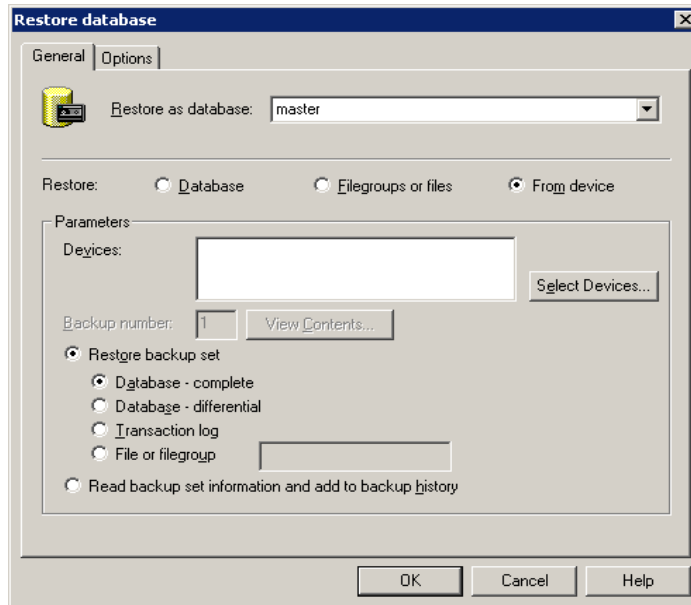 Restore database
General Options
Restore as database: master
Restore: Database Filegroups or files From device
Parameters
Devices:
Select Devices...
Backup number: 1 View Contents...
Restore backup set
Database - complete
Database - differential
Transaction log
File or filegroup
Read backup set information and add to backup history
OK Cancel Help